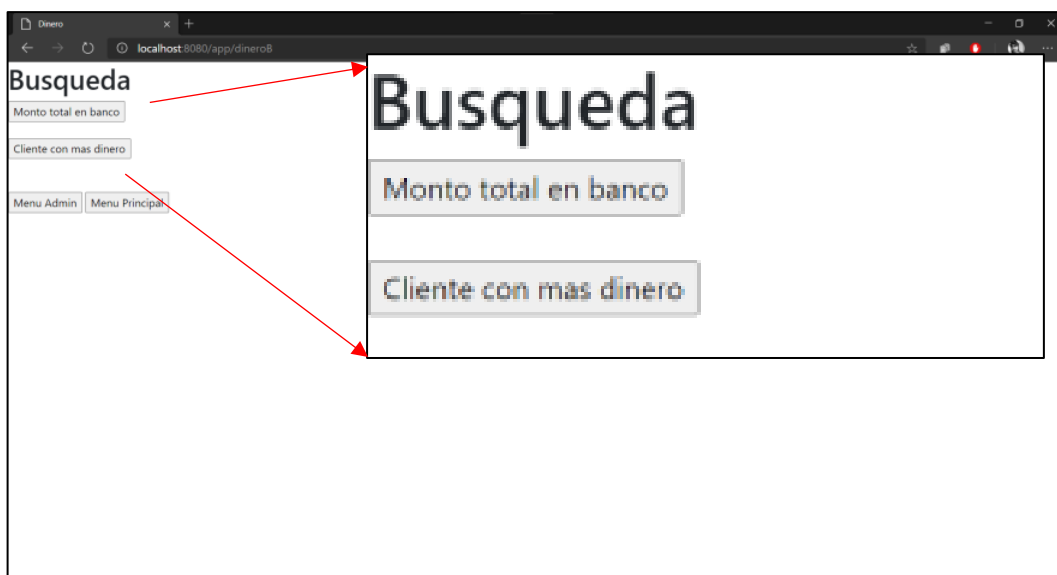 Dinero
localhost:8080/app/dineroB
Busqueda
Monto total en banco
Cliente con mas dinero
Menu Admin Menu Principal
Busqueda
Monto total en banco
Cliente con mas dinero